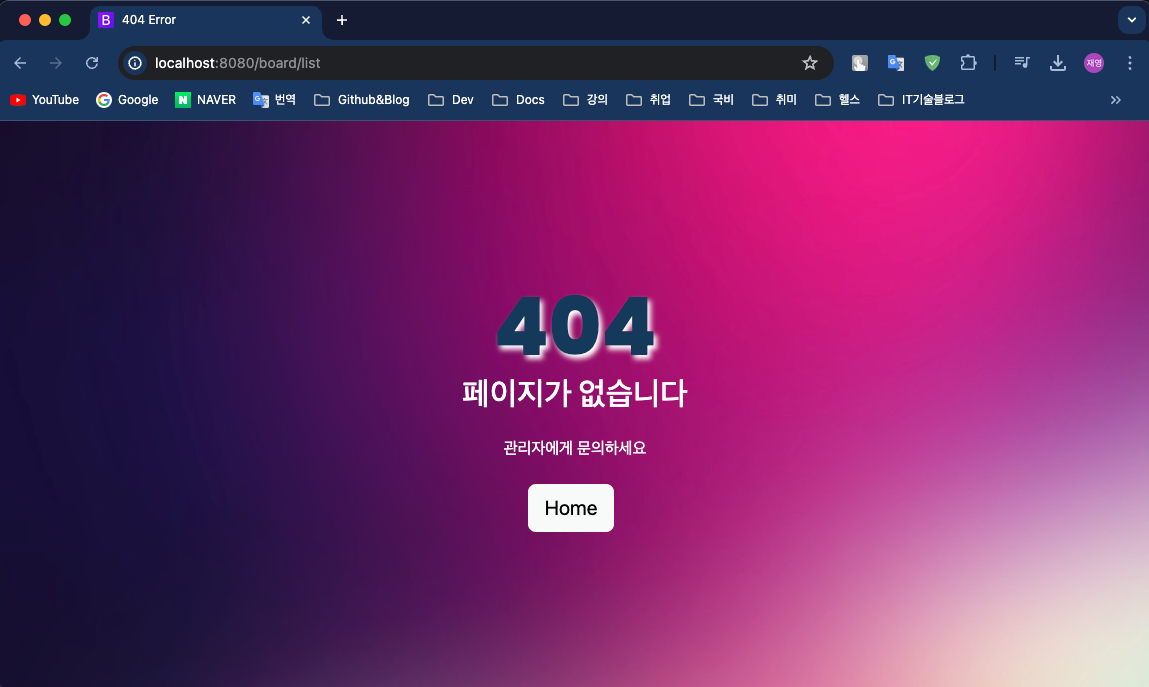 B 404 Error
localhost:8080/board/list
재영
YouTube Google N NAVER 번역 Github&Blog Dev Docs 강의 취업 국비 취미 헬스 IT기술블로그
404
페이지가 없습니다
관리자에게 문의하세요
Home